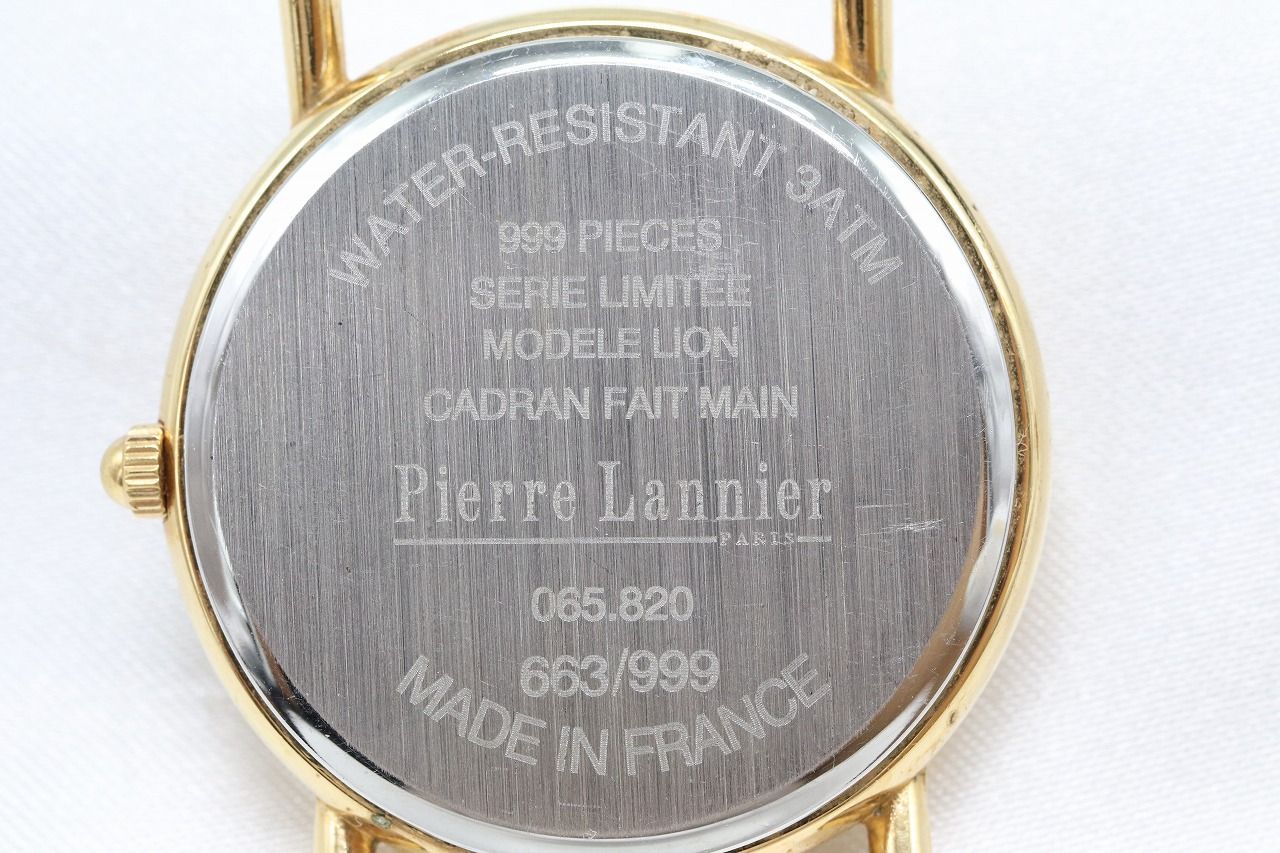 WATER-RESISTANT 3ATM
999 PIECES
SERIE LIMITEE
MODELE LION
CADRAN FAIT MAIN
Pierre Lannier
PARIS
065.820
663/999
MADE IN FRANCE